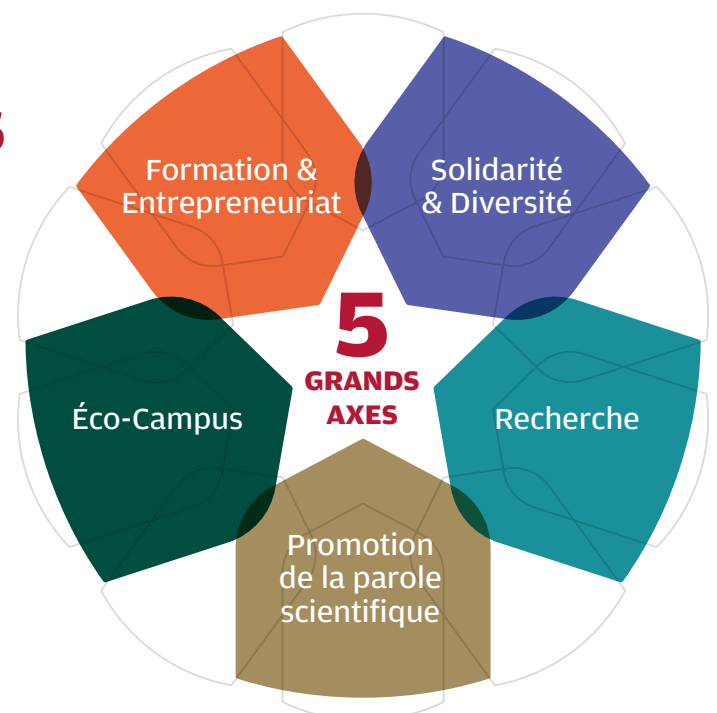 Formation &
Entrepreneuriat
Solidarité
& Diversité
5
GRANDS
AXES
Éco-Campus
Recherche
Promotion
de la parole
scientifique